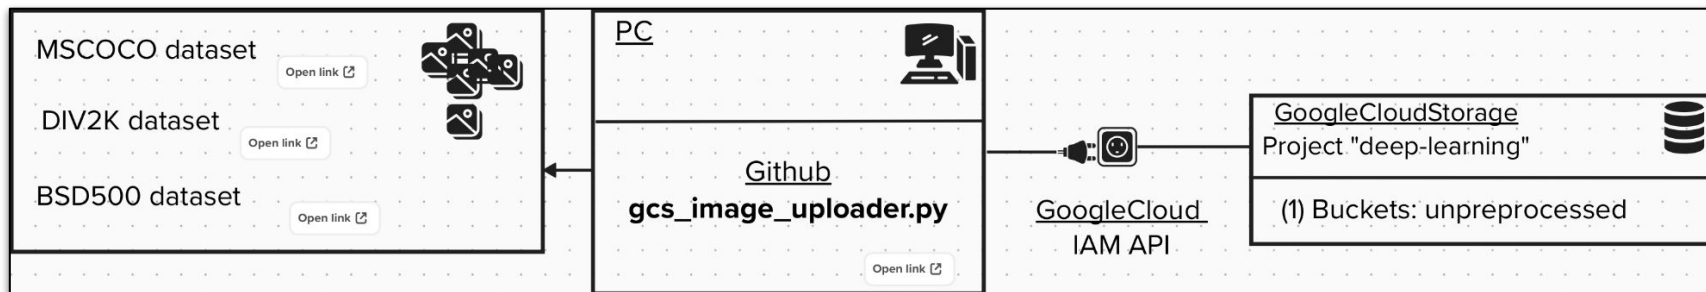 MSCOCO dataset
Open link
DIV2K dataset
Open link
BSD500 dataset
Open link
PC
Github
gcs_image_uploader.py
Open link
GoogleCloud
IAM API
GoogleCloudStorage
Project "deep-learning"
(1) Buckets: unpreprocessed